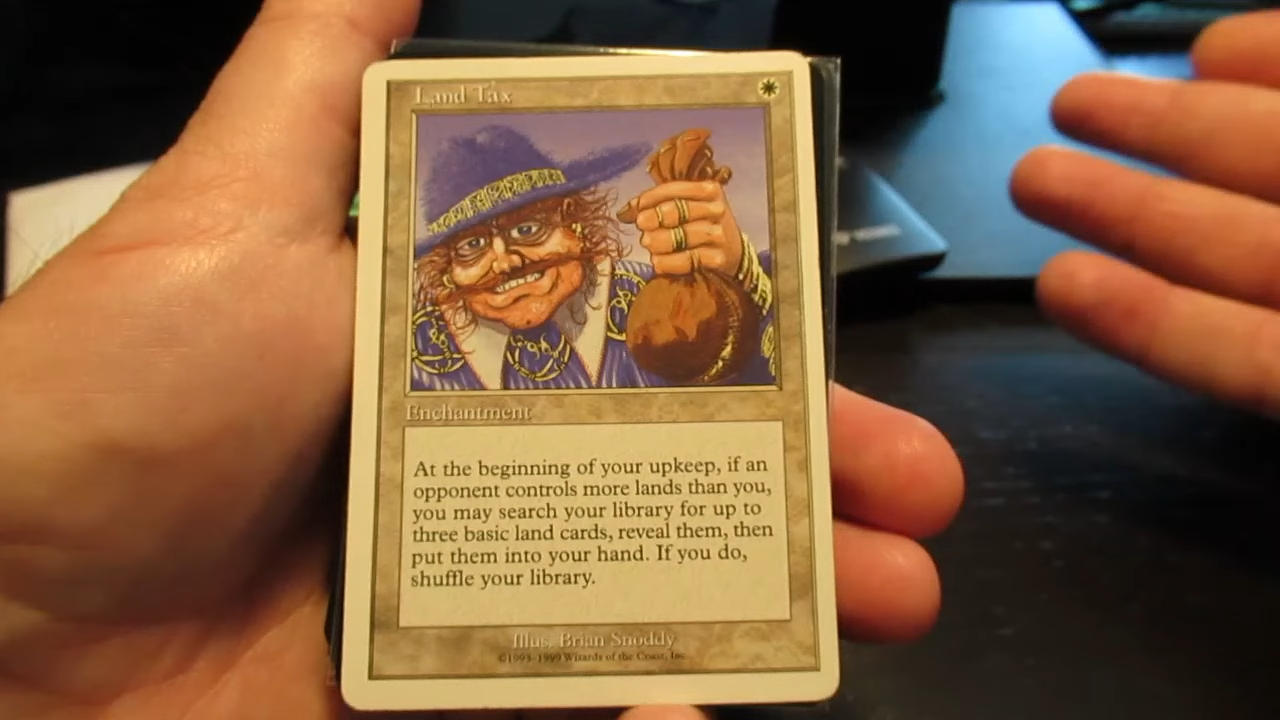 Land Tax
Enchantment
At the beginning of your upkeep, if an
opponent controls more lands than you,
you may search your library for up to
three basic land cards, reveal them, then
put them into your hand. If you do,
shuffle your library.
Illus. Brian Snoddy
©1993-1999 Wizards of the Coast, Inc.